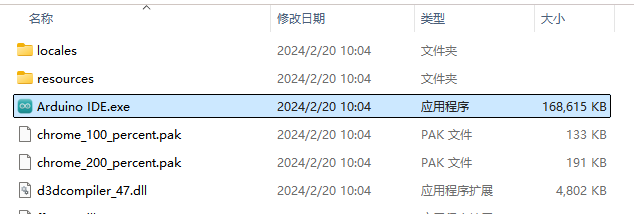 名称 修改日期 类型 大小
locales 2024/2/20 10:04 文件夹
resources 2024/2/20 10:04 文件夹
Arduino IDE.exe 2024/2/20 10:04 应用程序 168,615 KB
chrome_100_percent.pak 2024/2/20 10:04 PAK 文件 133 KB
chrome_200_percent.pak 2024/2/20 10:04 PAK 文件 191 KB
d3dcompiler_47.dll 2024/2/20 10:04 应用程序扩展 4,802 KB